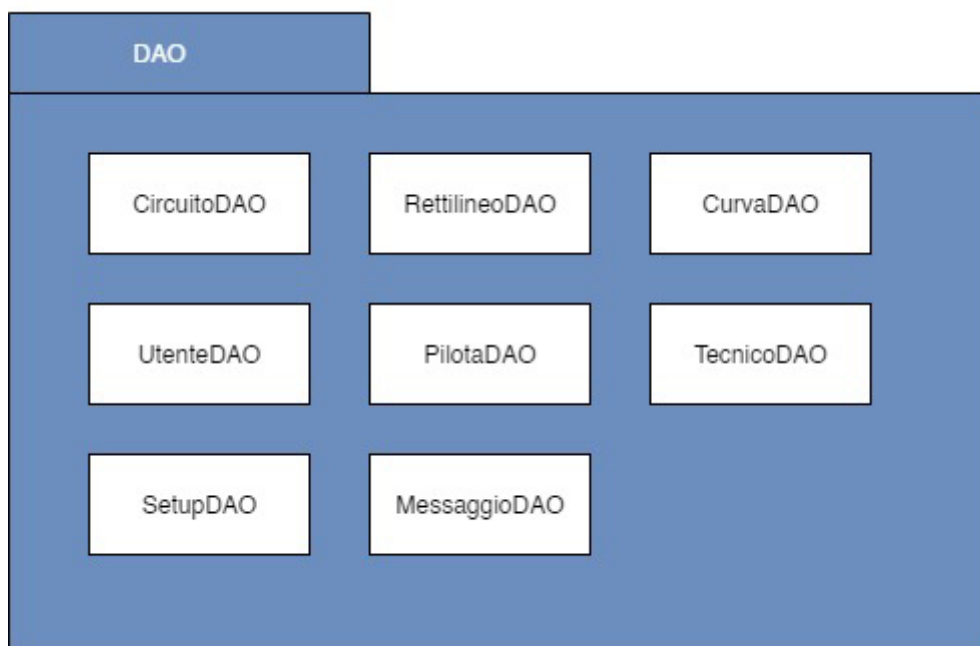 DAO
CircuitoDAO
RettilineoDAO
CurvaDAO
UtenteDAO
PilotaDAO
TecnicoDAO
SetupDAO
MessaggioDAO